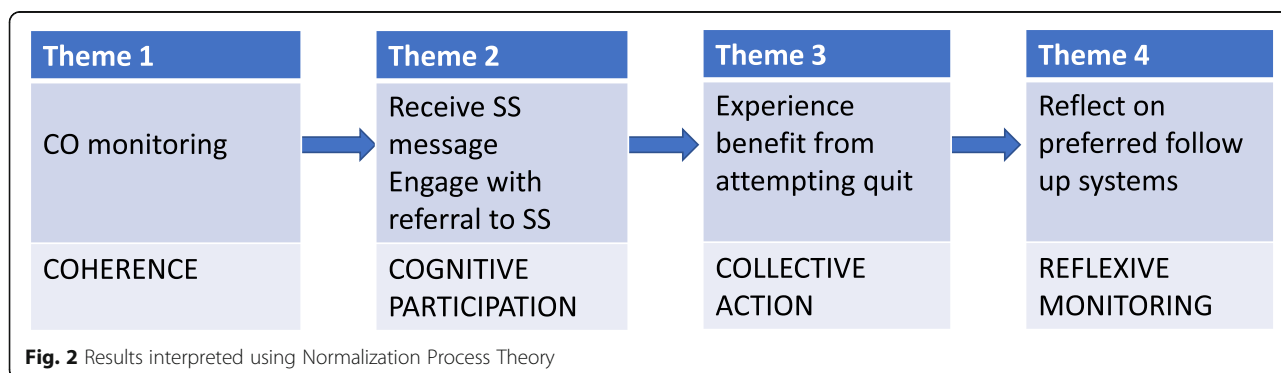 Theme 1
CO monitoring
COHERENCE
Theme 2
Receive SS
message
Engage with
referral to SS
COGNITIVE
PARTICIPATION
Theme 3
Experience
benefit from
attempting quit
COLLECTIVE
ACTION
Theme 4
Reflect on
preferred follow
up systems
REFLEXIVE
MONITORING
Fig. 2 Results interpreted using Normalization Process Theory